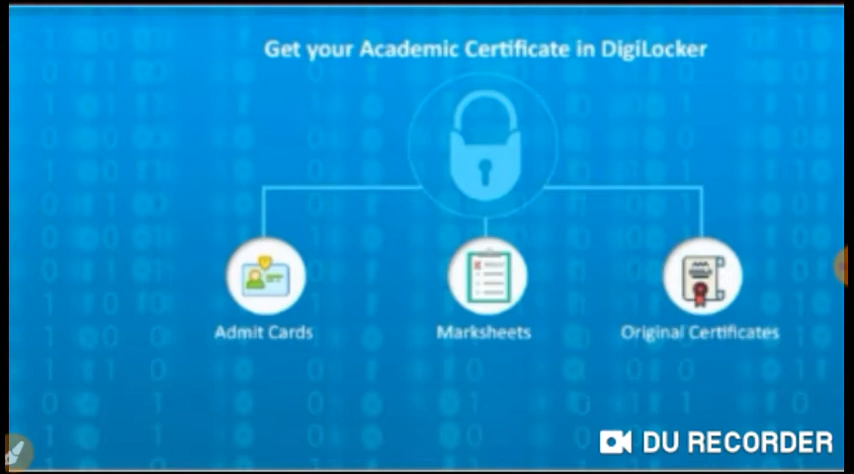 Get your Academic Certificate in DigiLocker
Admit Cards
Marksheets
Original Certificates
DU RECORDER